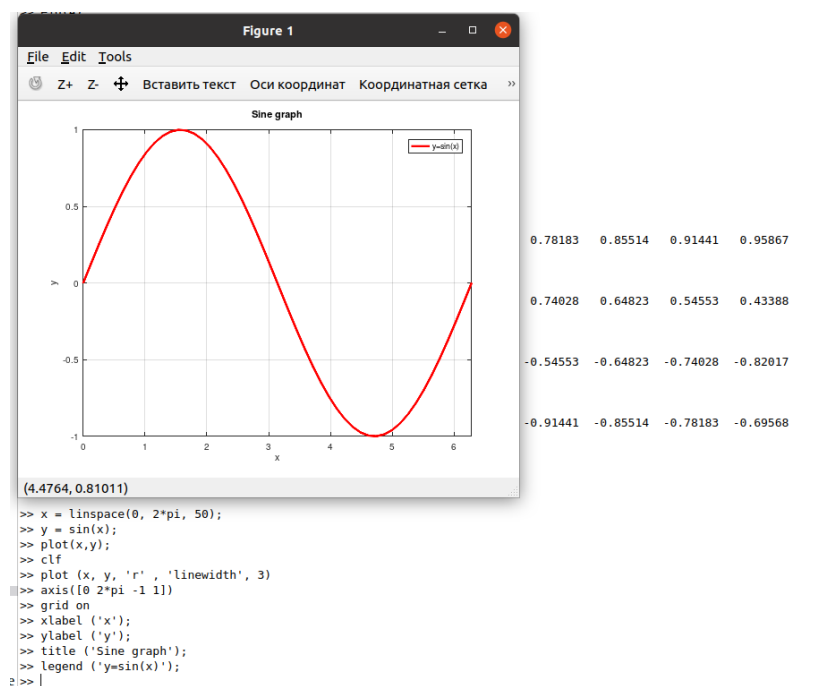 Figure 1
File Edit Tools
Z+ Z- Вставить текст Оси координат Координатная сетка »
Sine graph
y=sin(x)
1
0.5
0
-0.5
-1
y
0 1 2 3 4 5 6
x
(4.4764, 0.81011)
0.78183 0.85514 0.91441 0.95867
0.74028 0.64823 0.54553 0.43388
-0.54553 -0.64823 -0.74028 -0.82017
-0.91441 -0.85514 -0.78183 -0.69568
>> x = linspace(0, 2*pi, 50);
>> y = sin(x);
>> plot(x,y);
>> clf
>> plot (x, y, 'r' , 'linewidth', 3)
>> axis([0 2*pi -1 1])
>> grid on
>> xlabel ('x');
>> ylabel ('y');
>> title ('Sine graph');
>> legend ('y=sin(x)');
e >>